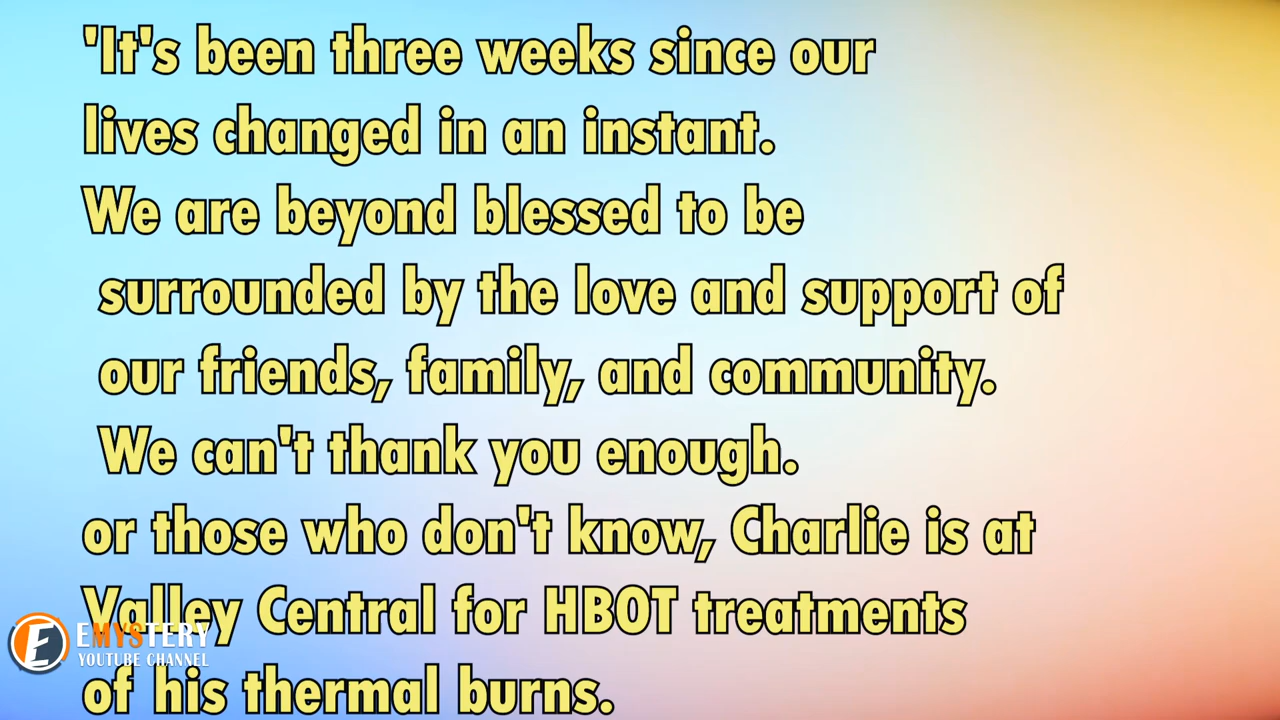 'It's been three weeks since our
lives changed in an instant.
We are beyond blessed to be
surrounded by the love and support of
our friends, family, and community.
We can't thank you enough.
or those who don't know, Charlie is at
Valley Central for HBOT treatments
E EMYSTERY
YOUTUBE CHANNEL
of his thermal burns.